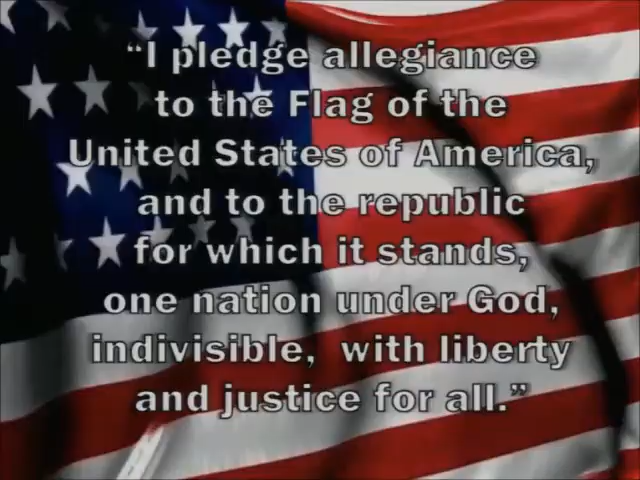 “I pledge allegiance
to the Flag of the
United States of America,
and to the republic
for which it stands,
one nation under God,
indivisible, with liberty
and justice for all.”